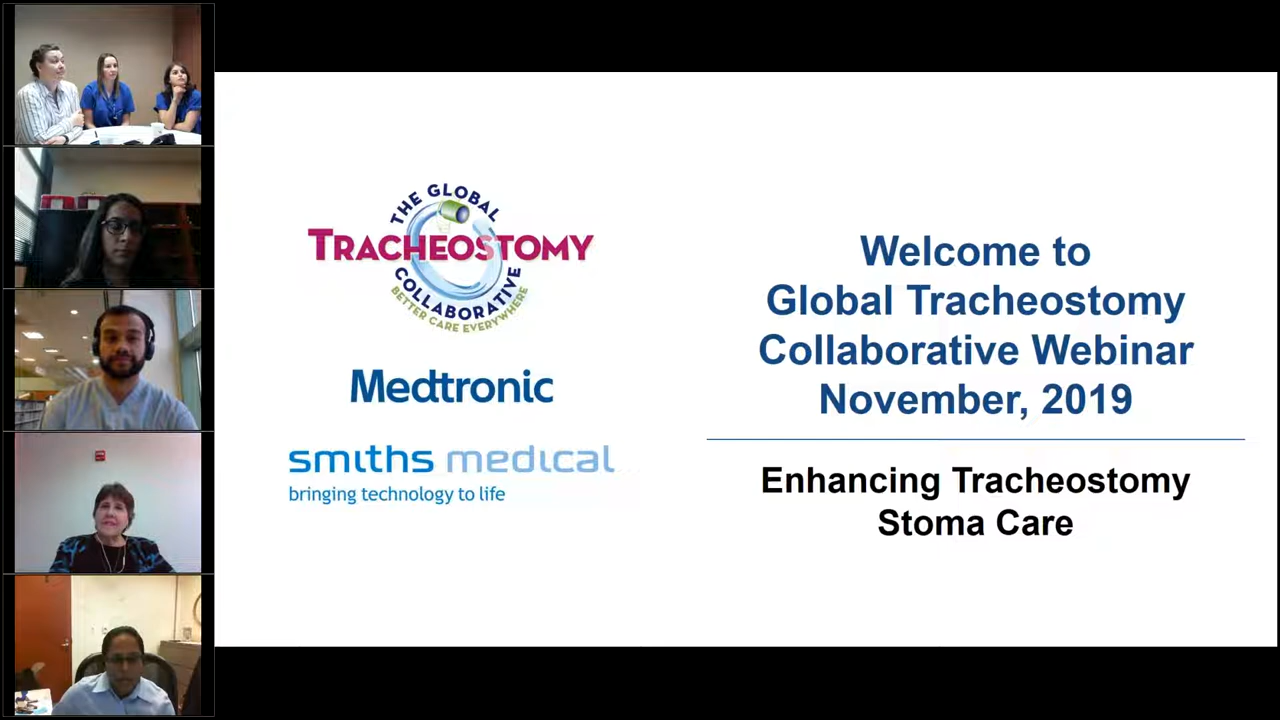 THE GLOBAL
TRACHEOSTOMY
COLLABORATIVE
BETTER CARE EVERYWHERE
Medtronic
smiths medical
bringing technology to life
Welcome to
Global Tracheostomy
Collaborative Webinar
November, 2019
Enhancing Tracheostomy
Stoma Care